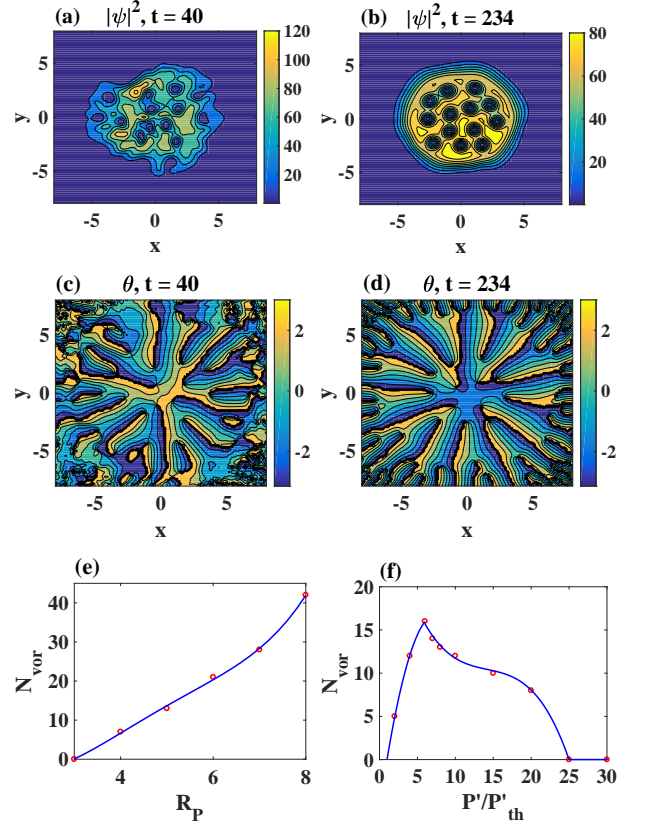 (a) |ψ|², t = 40
(b) |ψ|², t = 234
5
0
-5
y
-5 0 5
x
120
100
80
60
40
20
5
0
-5
y
-5 0 5
x
80
60
40
20
(c) θ, t = 40
(d) θ, t = 234
5
0
-5
y
-5 0 5
x
2
0
-2
5
0
-5
y
-5 0 5
x
2
0
-2
(e)
(f)
40
30
20
10
0
N_vor
4 6 8
R_P
20
15
10
5
0
N_vor
0 5 10 15 20 25 30
P'/P'_th